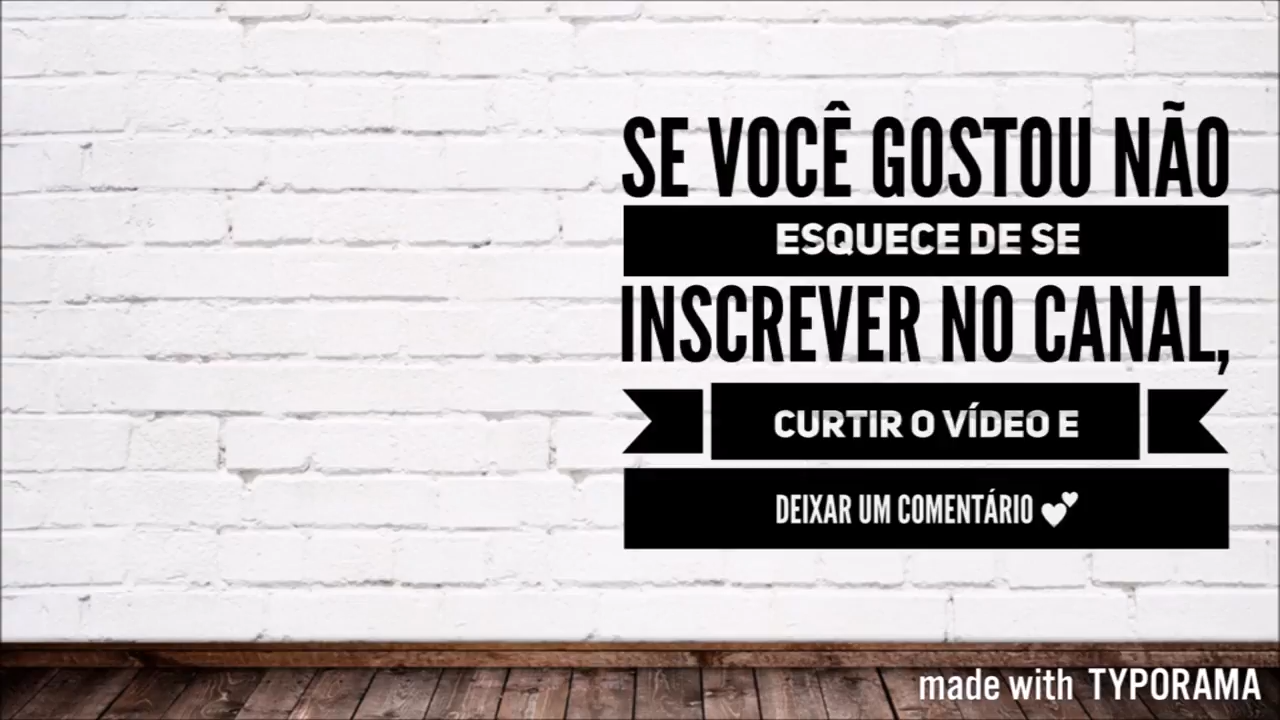 SE VOCÊ GOSTOU NÃO
ESQUECE DE SE
INSCREVER NO CANAL,
CURTIR O VÍDEO E
DEIXAR UM COMENTÁRIO 💕
made with TYPORAMA